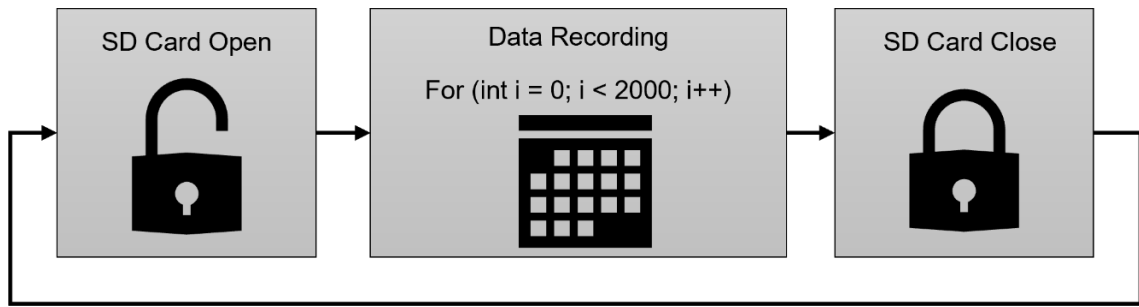 SD Card Open
Data Recording
For (int i = 0; i < 2000; i++)
SD Card Close